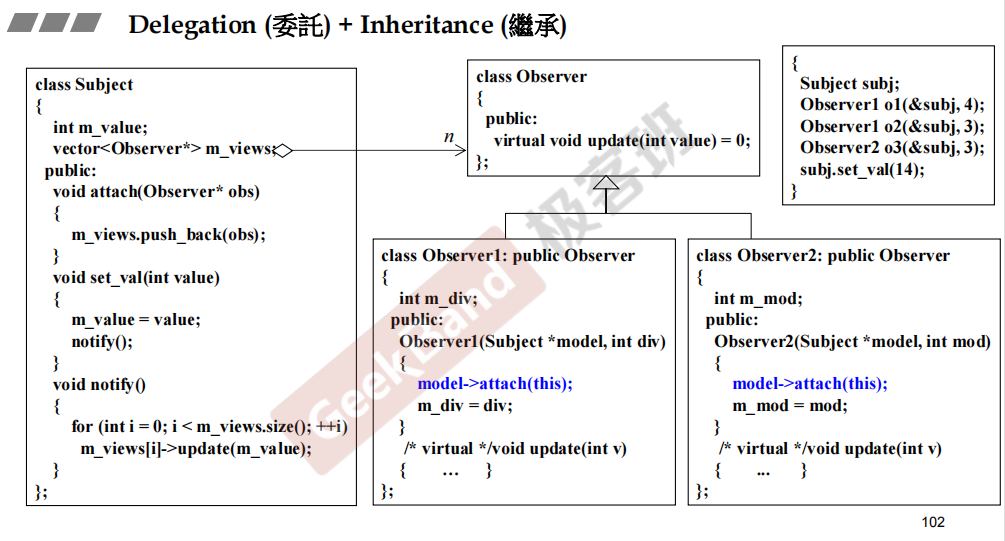 Delegation (委託) + Inheritance (繼承)
class Subject
{
int m_value;
vector<Observer*> m_views;
public:
void attach(Observer* obs)
{
m_views.push_back(obs);
}
void set_val(int value)
{
m_value = value;
notify();
}
void notify()
{
for (int i = 0; i < m_views.size(); ++i)
m_views[i]->update(m_value);
}
};
n
class Observer
{
public:
virtual void update(int value) = 0;
};
{
Subject subj;
Observer1 o1(&subj, 4);
Observer1 o2(&subj, 3);
Observer2 o3(&subj, 3);
subj.set_val(14);
}
class Observer1: public Observer
{
int m_div;
public:
Observer1(Subject *model, int div)
{
model->attach(this);
m_div = div;
}
/* virtual */void update(int v)
{ … }
};
class Observer2: public Observer
{
int m_mod;
public:
Observer2(Subject *model, int mod)
{
model->attach(this);
m_mod = mod;
}
/* virtual */void update(int v)
{ ... }
};
GeekBand 极客班
102